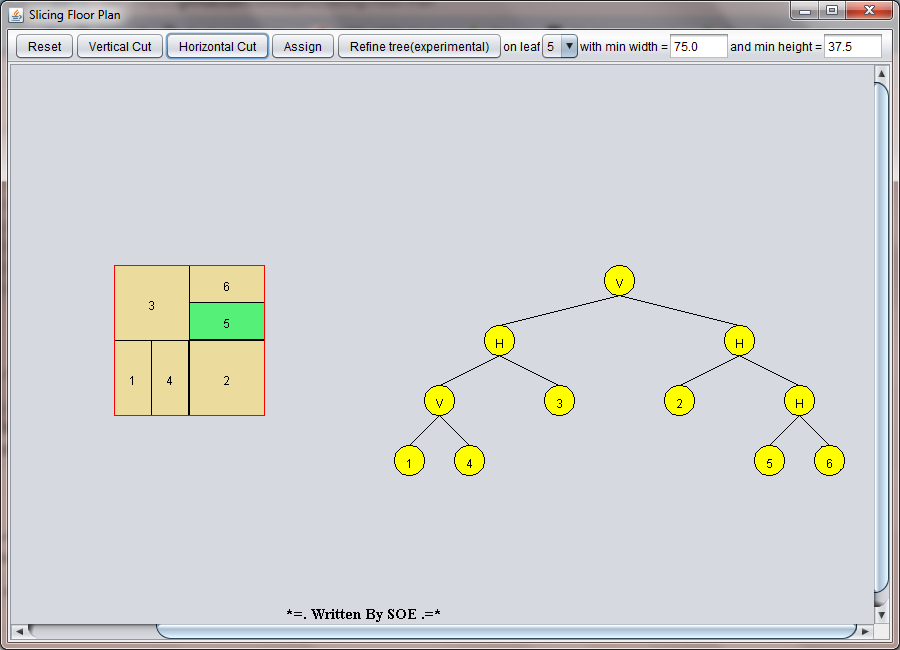 Slicing Floor Plan
Reset Vertical Cut Horizontal Cut Assign Refine tree(experimental) on leaf 5 with min width = 75.0 and min height = 37.5
3 6
5
1 4 2
V
H H
V 3 2 H
1 4 5 6
*=. Written By SOE .=*